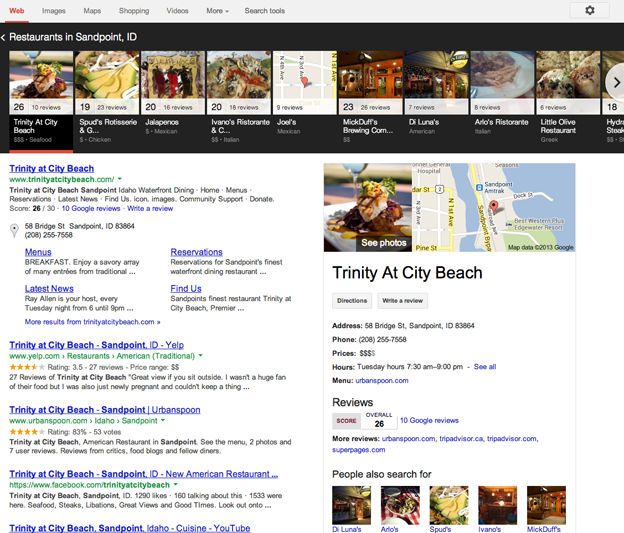 Web Images Maps Shopping Videos More Search tools
Restaurants in Sandpoint, ID
26 10 reviews
Trinity At City
Beach
$$$ • Seafood
19 23 reviews
Spud's Rotisserie
& G...
$ • Chicken
20 9 reviews
Jalapenos
$ • Mexican
20 18 reviews
Ivano's Ristorante
& C...
$$ • Italian
9 reviews
Joel's
Mexican
23 26 reviews
MickDuff's
Brewing Com...
$$
7 reviews
Di Luna's
American
8 reviews
Arlo's Ristorante
Italian
6 reviews
Little Olive
Restaurant
Greek
18
Hydra
Steak
$$
Trinity at City Beach
www.trinityatcitybeach.com/
Trinity at City Beach Sandpoint Idaho Waterfront Dining · Home · Menus ·
Reservations · Latest News · Find Us. icon. images. Community Support · Donate.
Score: 26 / 30 · 10 Google reviews · Write a review
58 Bridge St Sandpoint, ID 83864
(208) 255-7558
Menus
BREAKFAST. Enjoy a savory array
of many entrées from traditional ...
Reservations
Reservations for Sandpoint's finest
waterfront dining restaurant ...
Latest News
Ray Allen is your host, every
Tuesday night from 6 until 9pm ...
Find Us
Sandpoints finest restaurant Trinity at
City Beach, Premier ...
More results from trinityatcitybeach.com »
Trinity at City Beach - Sandpoint, ID - Yelp
www.yelp.com › Restaurants › American (Traditional)
Rating: 3.5 - 27 reviews - Price range: $$
27 Reviews of Trinity at City Beach "Great view if you sit outside. I wasn't a huge
fan of their food but I was also just newly pregnant and couldn't keep a thing ...
Trinity at City Beach - Sandpoint | Urbanspoon
www.urbanspoon.com › Idaho › Sandpoint
Rating: 83% - 53 votes
Trinity at City Beach, American Restaurant in Sandpoint. See the menu, 2 photos and
7 user reviews. Reviews from critics, food blogs and fellow diners.
Trinity at City Beach - Sandpoint, ID - New American Restaurant ...
https://www.facebook.com/trinityatcitybeach
Trinity at City Beach, Sandpoint, ID. 1290 likes · 160 talking about this · 1533 were
here. Seafood, Steaks, Libations, Great Views and Good TImes. Look out onto ...
Trinity at City Beach, Sandpoint, Idaho - Cuisine - YouTube
See photos
Trinity At City Beach
Directions Write a review
Address: 58 Bridge St, Sandpoint, ID 83864
Phone: (208) 255-7558
Prices: $$$$
Hours: Tuesday hours 7:30 am–9:00 pm - See all
Menu: urbanspoon.com
Reviews
SCORE OVERALL 26 10 Google reviews
More reviews: urbanspoon.com, tripadvisor.ca, tripadvisor.com,
superpages.com
People also search for
Di Luna's Arlo's Spud's Ivano's MickDuff's
General Hospital
Seasons
Sandpoint Amtrak
Dock St
Bridge St
N 1st Ave
Pine St
Best Western Plus
Edgewater Resort
Map data ©2013 Google